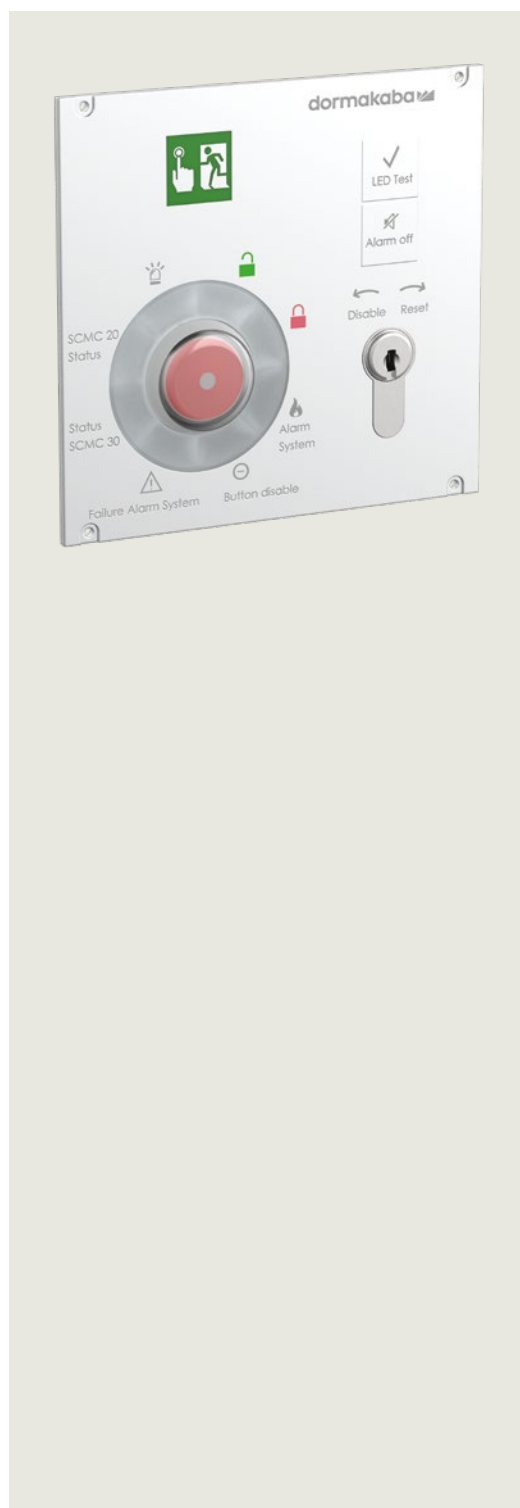 dormakaba
LED Test
Alarm off
Disable Reset
SCMC 20
Status
Status
SCMC 30
Alarm
System
Button disable
Failure Alarm System